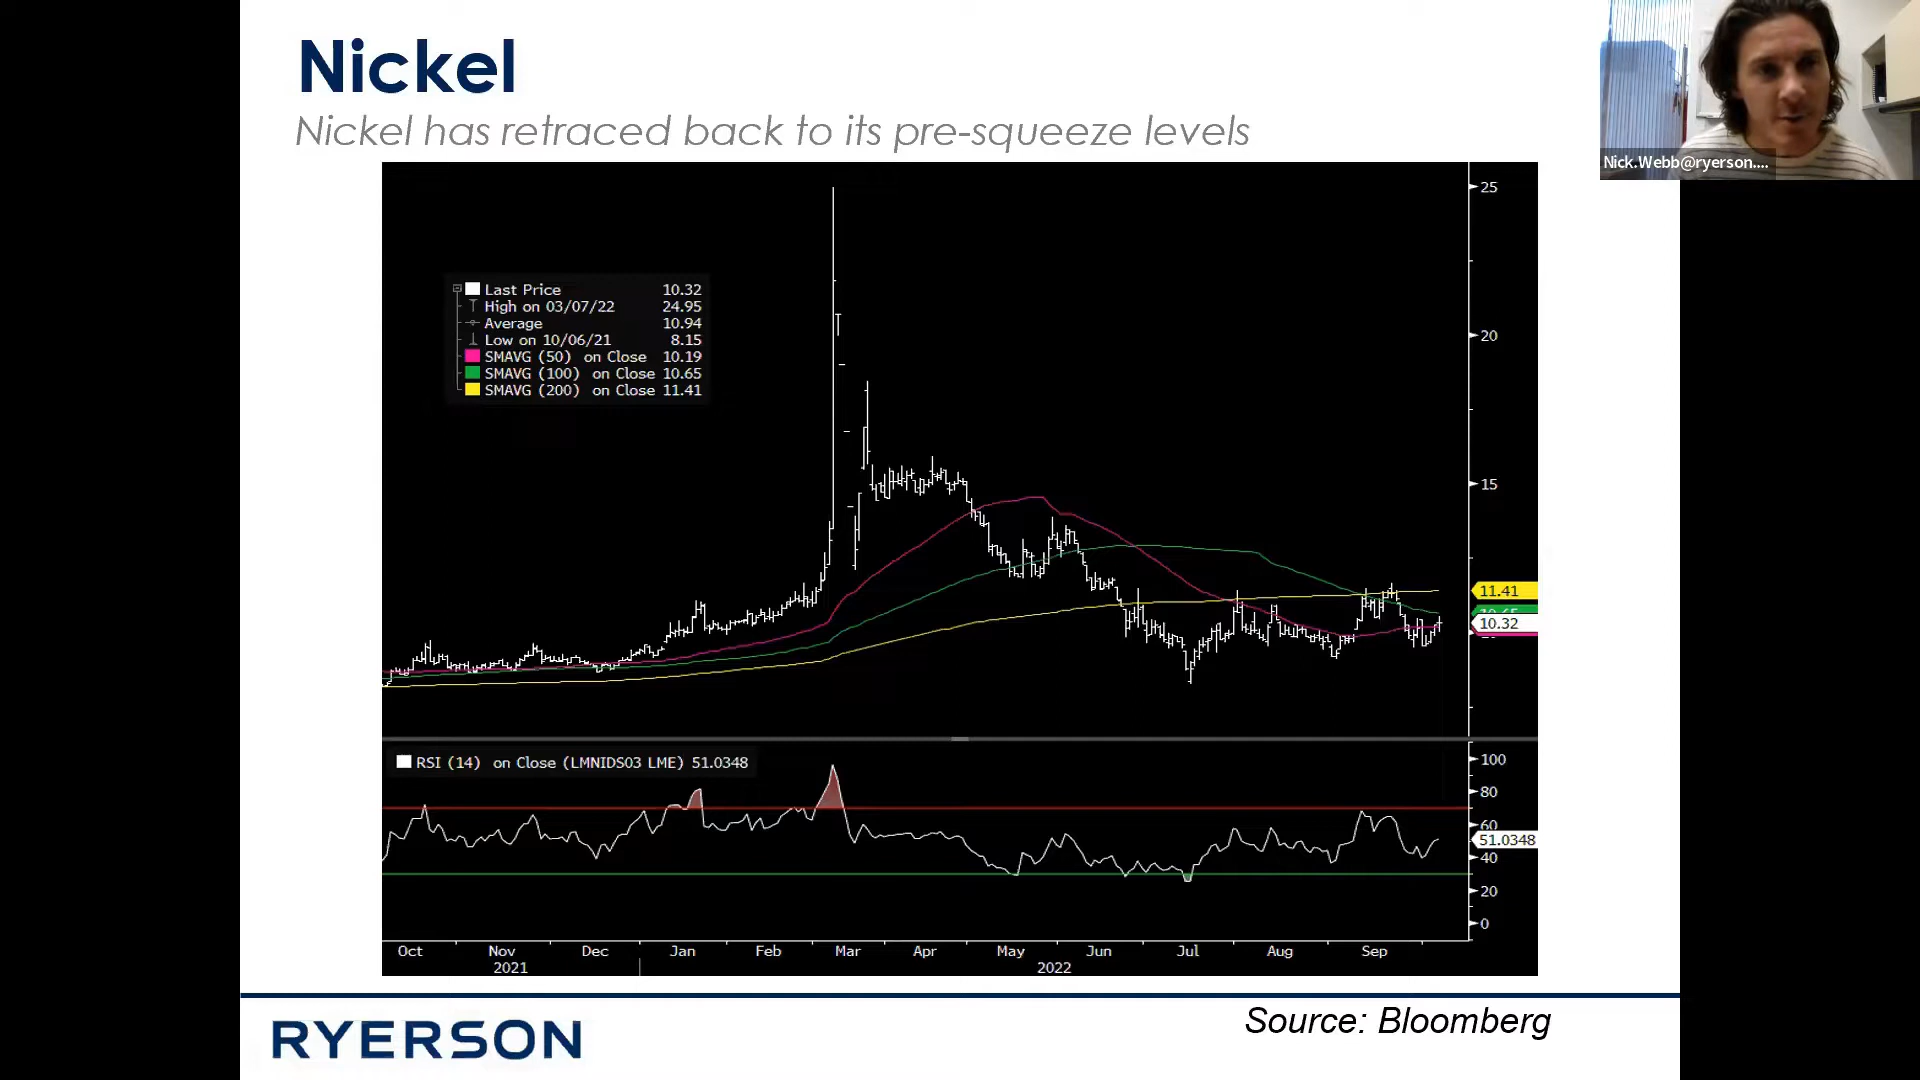 Nickel
Nickel has retraced back to its pre-squeeze levels
Nick.Webb@ryerson....
Last Price 10.32
High on 03/07/22 24.95
Average 10.94
Low on 10/06/21 8.15
SMAVG (50) on Close 10.19
SMAVG (100) on Close 10.65
SMAVG (200) on Close 11.41
25
20
15
11.41
10.65
10.32
RSI (14) on Close (LMNIDS03 LME) 51.0348
100
80
60
51.0348
40
20
0
Oct Nov Dec Jan Feb Mar Apr May Jun Jul Aug Sep
2021 2022
Source: Bloomberg
RYERSON